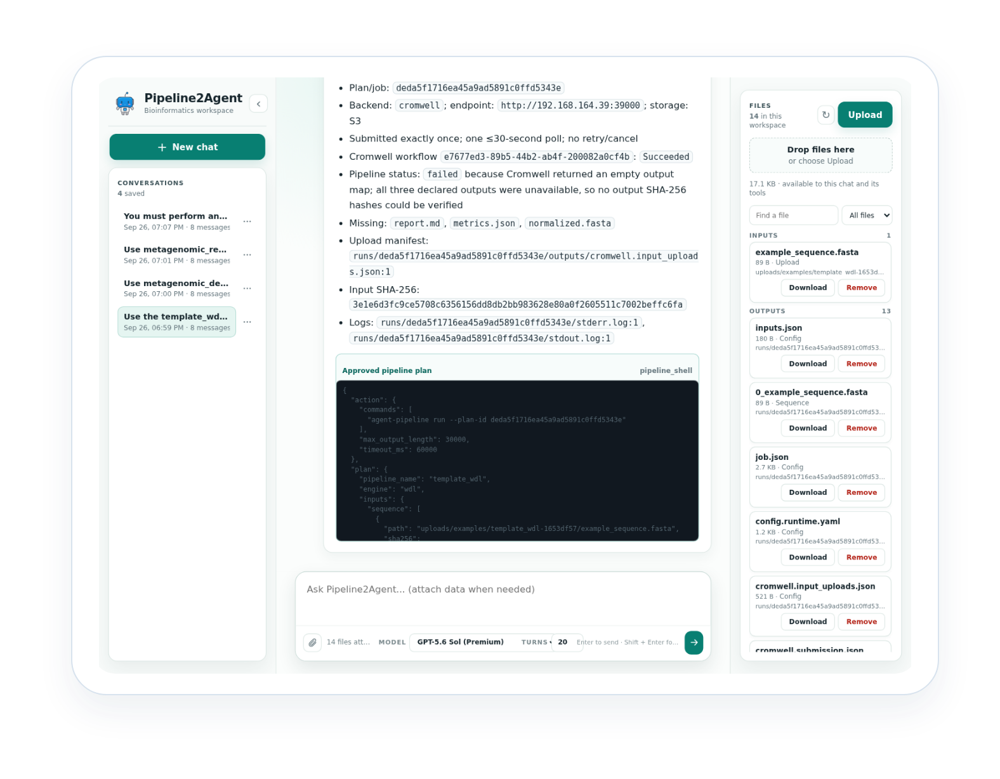 Pipeline2Agent
Bioinformatics workspace
+ New chat
CONVERSATIONS
4 saved
You must perform an...
Sep 26, 07:07 PM · 8 messages
Use metagenomic_re...
Sep 26, 07:01 PM · 8 messages
Use metagenomic_de...
Sep 26, 07:00 PM · 8 messages
Use the template_wd...
Sep 26, 06:59 PM · 8 messages
• Plan/job: deda5f1716ea45a9ad5891c0ffd5343e
• Backend: cromwell; endpoint: http://192.168.164.39:39000; storage:
S3
• Submitted exactly once; one ≤30-second poll; no retry/cancel
• Cromwell workflow e7677ed3-89b5-44b2-ab4f-200082a0cf4b: Succeeded
• Pipeline status: failed because Cromwell returned an empty output
map; all three declared outputs were unavailable, so no output SHA-256
hashes could be verified
• Missing: report.md, metrics.json, normalized.fasta
• Upload manifest:
runs/deda5f1716ea45a9ad5891c0ffd5343e/outputs/cromwell.input_upload
s.json:1
• Input SHA-256:
3e1e6d3fc9ce5708c6356156dd8db2bb983628e80a0f2605511c7002beffc6fa
• Logs: runs/deda5f1716ea45a9ad5891c0ffd5343e/stderr.log:1,
runs/deda5f1716ea45a9ad5891c0ffd5343e/stdout.log:1
Approved pipeline plan
pipeline_shell
{
"action": {
"commands": [
"agent-pipeline run --plan-id deda5f1716ea45a9ad5891c0ffd5343e"
],
"max_output_length": 30000,
"timeout_ms": 60000
},
"plan": {
"pipeline_name": "template_wdl",
"engine": "wdl",
"inputs": {
"sequence": [
{
"path": "uploads/examples/template_wdl-1653df57/example_sequence.fasta",
"sha256":
Ask Pipeline2Agent... (attach data when needed)
14 files att...
MODEL
GPT-5.6 Sol (Premium)
TURNS
20
Enter to send · Shift + Enter fo...
FILES
14 in this
workspace
Upload
Drop files here
or choose Upload
17.1 KB · available to this chat and its
tools
Find a file
All files
INPUTS
1
example_sequence.fasta
89 B · Upload
uploads/examples/template_wdl-1653d...
Download
Remove
OUTPUTS
13
inputs.json
180 B · Config
runs/deda5f1716ea45a9ad5891c0ffd53...
Download
Remove
0_example_sequence.fasta
89 B · Sequence
runs/deda5f1716ea45a9ad5891c0ffd53...
Download
Remove
job.json
2.7 KB · Config
runs/deda5f1716ea45a9ad5891c0ffd53...
Download
Remove
config.runtime.yaml
1.2 KB · Config
runs/deda5f1716ea45a9ad5891c0ffd53...
Download
Remove
cromwell.input_uploads.json
521 B · Config
runs/deda5f1716ea45a9ad5891c0ffd53...
Download
Remove
cromwell.submission.json